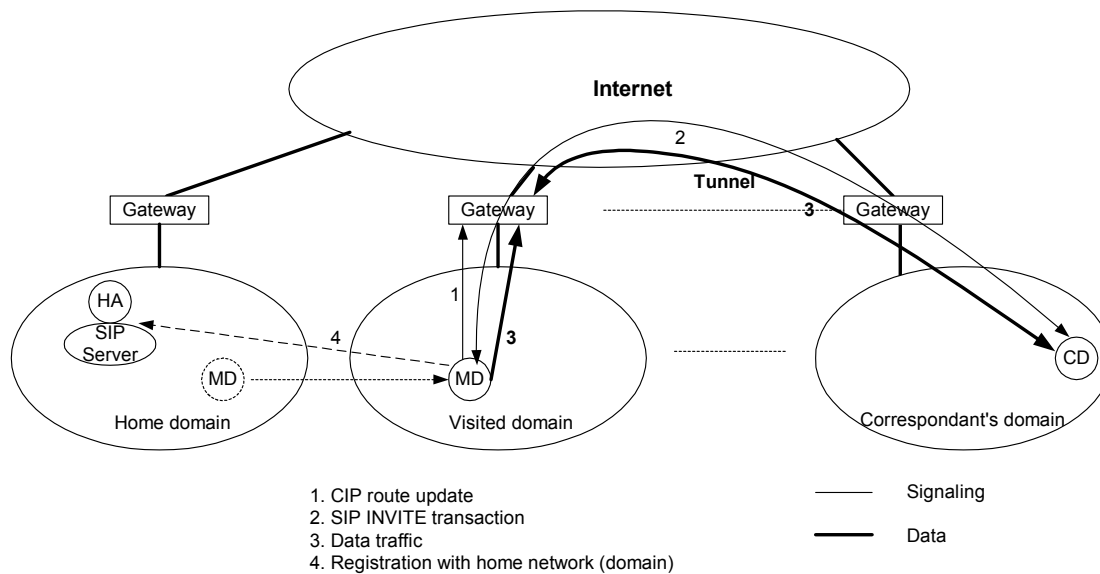 Internet
2
Tunnel
Gateway
Gateway
3
Gateway
1
HA
SIP
Server
4
3
MD
MD
CD
Home domain
Visited domain
Correspondant's domain
1. CIP route update
2. SIP INVITE transaction
3. Data traffic
4. Registration with home network (domain)
Signaling
Data